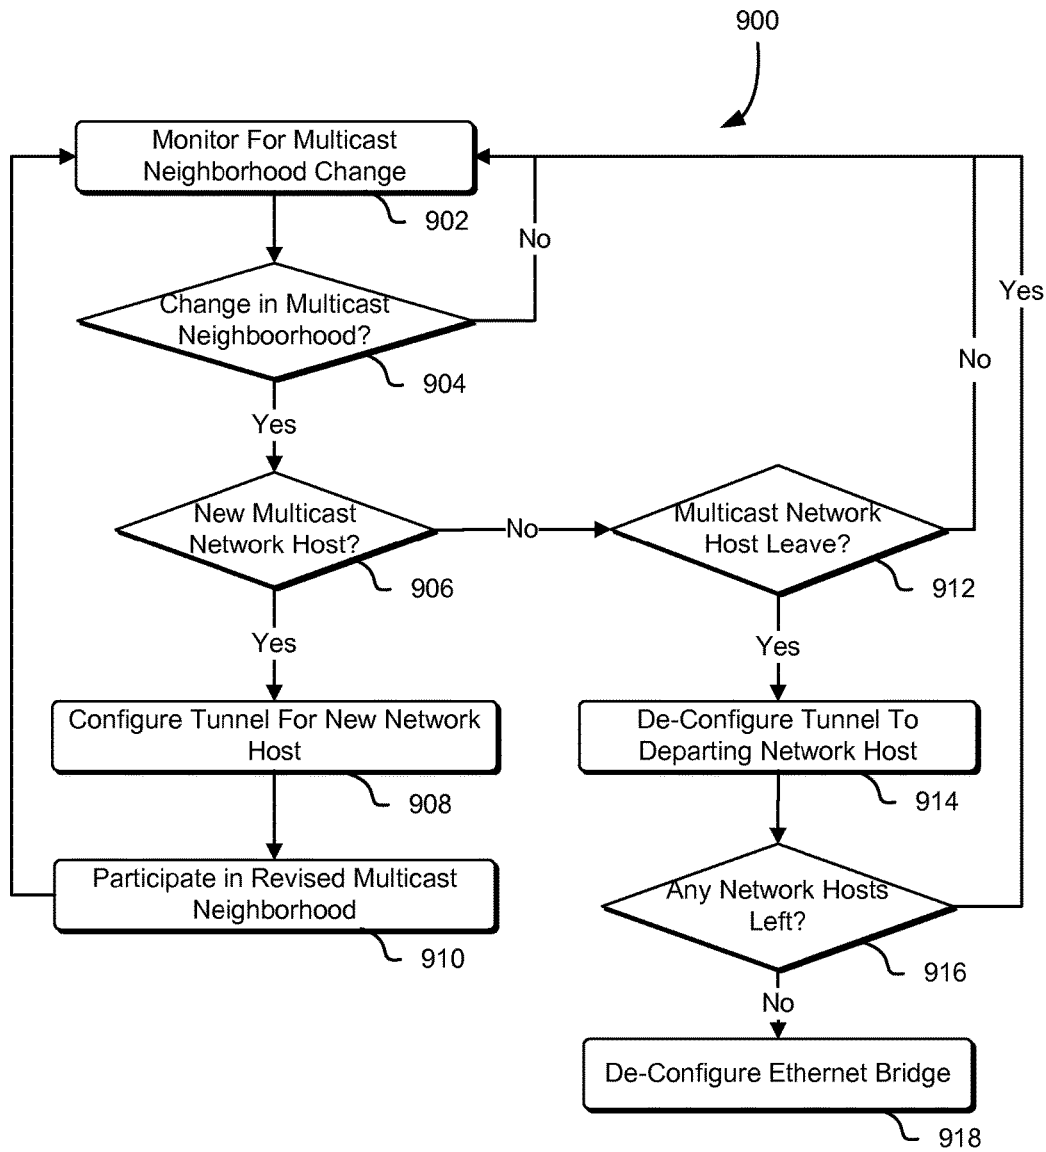 900
Monitor For Multicast
Neighborhood Change
902
No
Change in Multicast
Neighboorhood?
904
Yes
Yes
No
New Multicast
Network Host?
906
No
Multicast Network
Host Leave?
912
Yes
Yes
Configure Tunnel For New Network
Host
908
De-Configure Tunnel To
Departing Network Host
914
Participate in Revised Multicast
Neighborhood
910
Any Network Hosts
Left?
916
No
De-Configure Ethernet Bridge
918